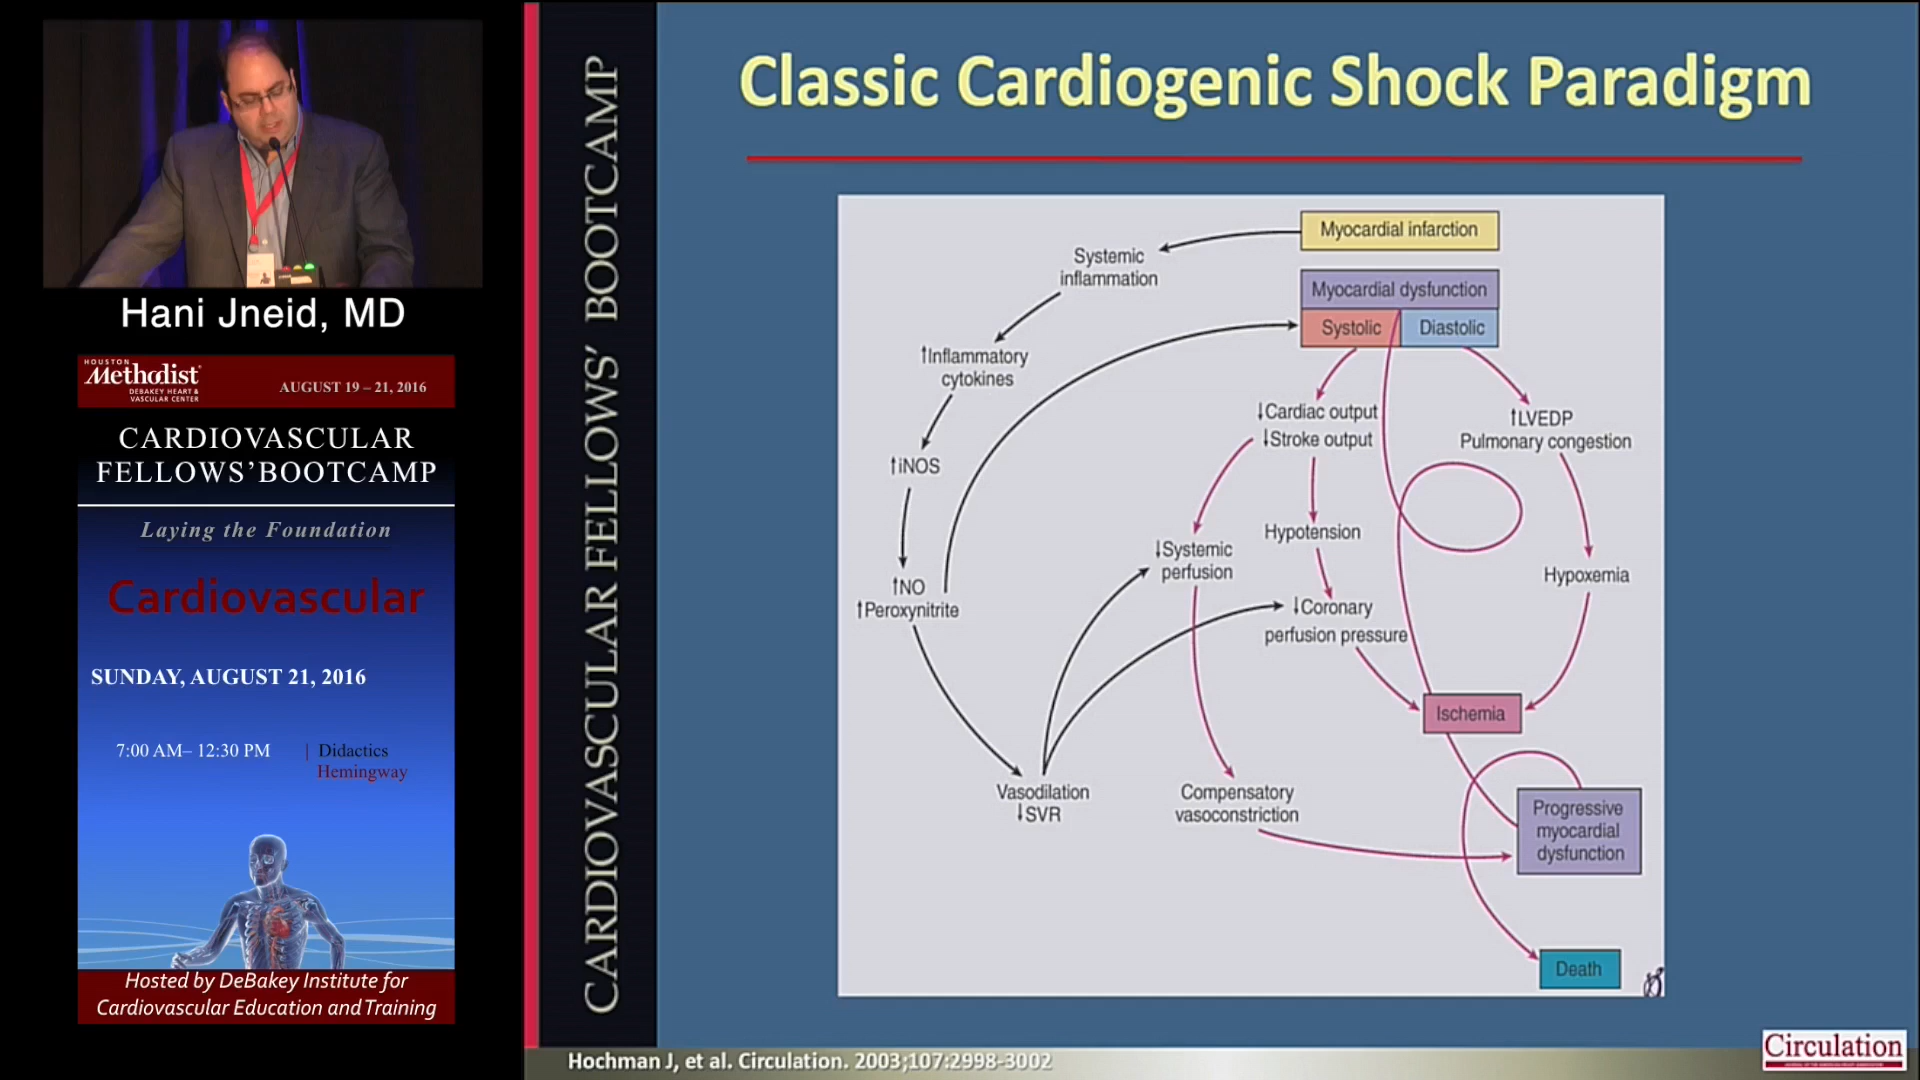 Hani Jneid, MD
HOUSTON
Methodist
DEBAKEY HEART &
VASCULAR CENTER
AUGUST 19 – 21, 2016
CARDIOVASCULAR
FELLOWS'BOOTCAMP
Laying the Foundation
Cardiovascular
SUNDAY, AUGUST 21, 2016
7:00 AM– 12:30 PM
| Didactics
Hemingway
Hosted by DeBakey Institute for
Cardiovascular Education and Training
CARDIOVASCULAR FELLOWS' BOOTCAMP
Classic Cardiogenic Shock Paradigm
Myocardial infarction
Systemic
inflammation
Myocardial dysfunction
Systolic
Diastolic
↑Inflammatory
cytokines
↓Cardiac output
↓Stroke output
↑LVEDP
Pulmonary congestion
↑iNOS
Hypotension
↓Systemic
perfusion
Hypoxemia
↑NO
↑Peroxynitrite
↓Coronary
perfusion pressure
Ischemia
Vasodilation
↓SVR
Compensatory
vasoconstriction
Progressive
myocardial
dysfunction
Death
Hochman J, et al. Circulation. 2003;107:2998-3002
Circulation